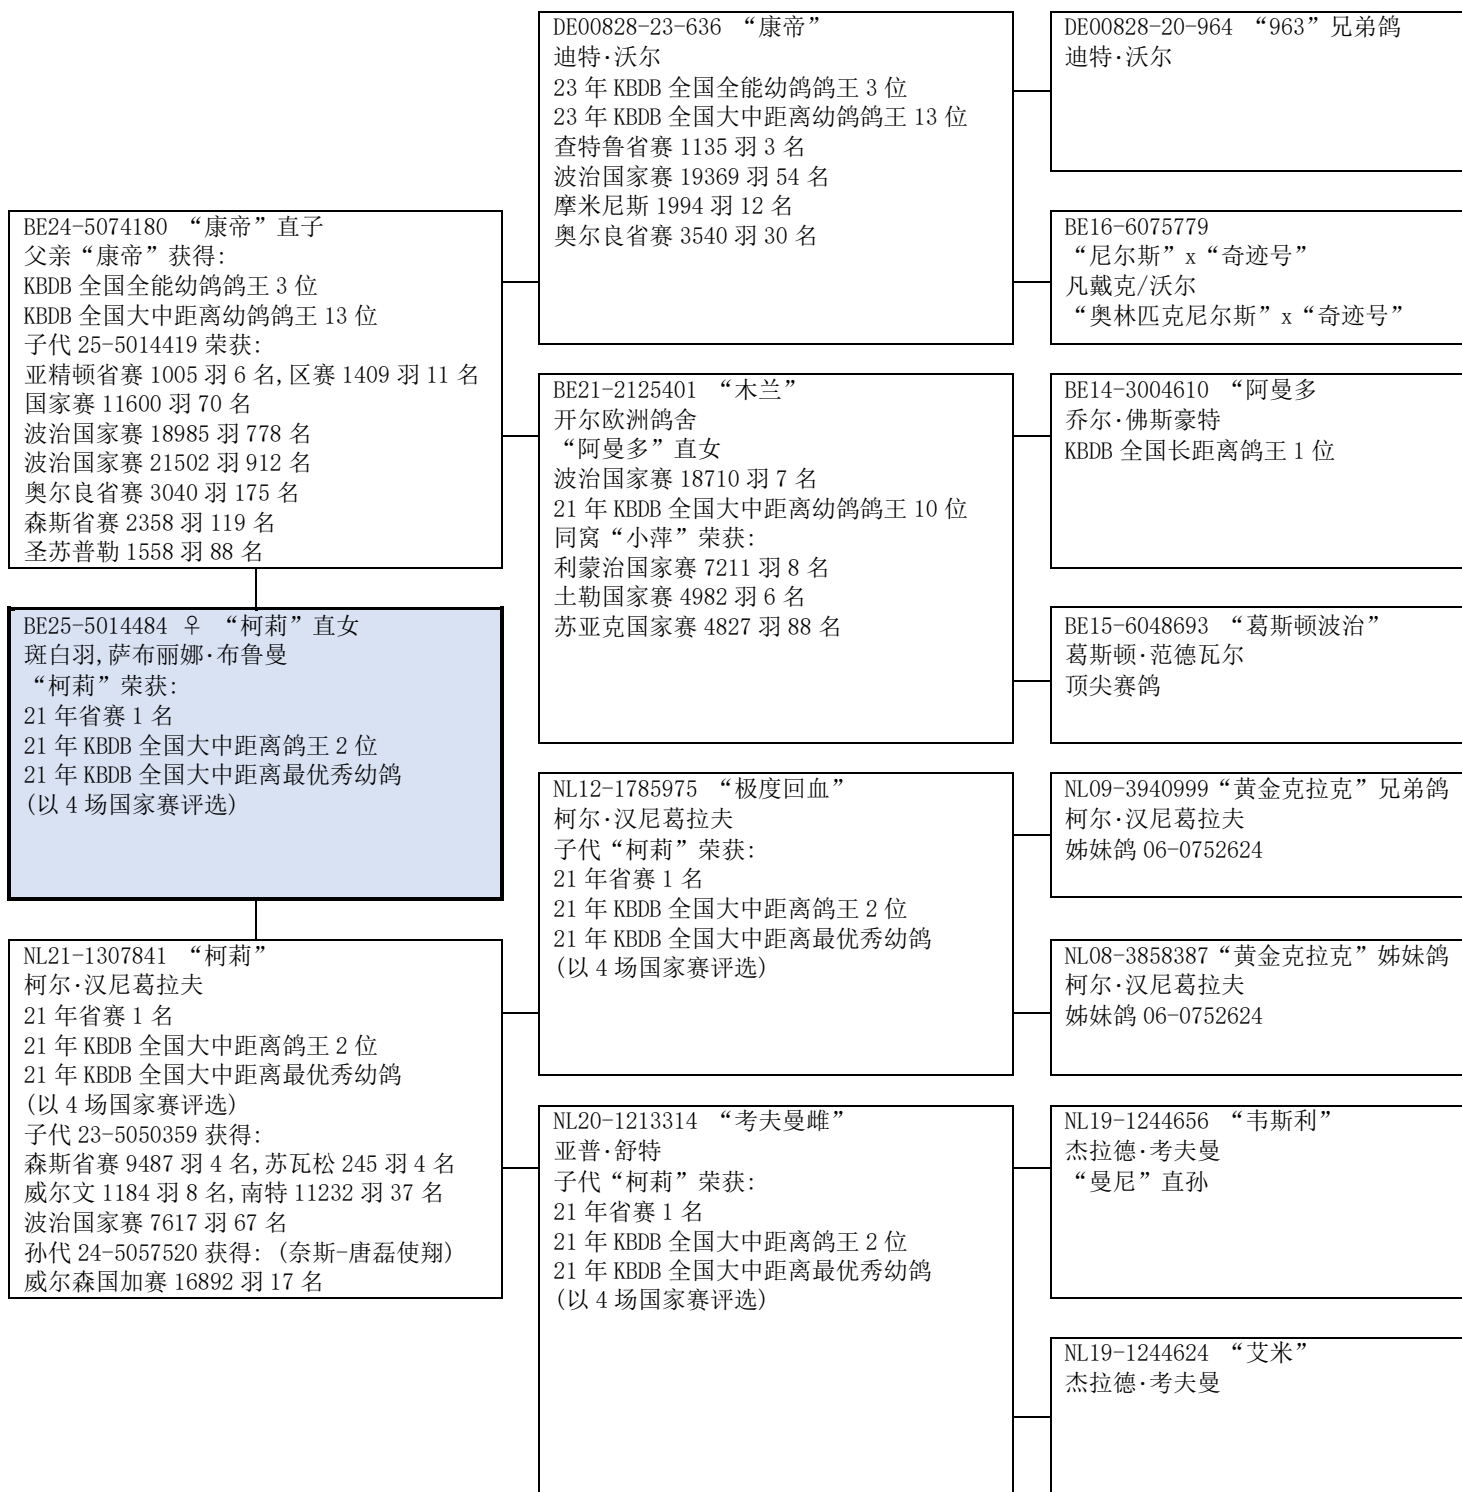 BE24-5074180 “康帝”直子
父亲“康帝”获得:
KBDB 全国全能幼鸽鸽王 3 位
KBDB 全国大中距离幼鸽鸽王 13 位
子代 25-5014419 荣获:
亚精顿省赛 1005 羽 6 名,区赛 1409 羽 11 名
国家赛 11600 羽 70 名
波治国家赛 18985 羽 778 名
波治国家赛 21502 羽 912 名
奥尔良省赛 3040 羽 175 名
森斯省赛 2358 羽 119 名
圣苏普勒 1558 羽 88 名
BE25-5014484 ♀ “柯莉”直女
斑白羽,萨布丽娜·布鲁曼
“柯莉”荣获:
21 年省赛 1 名
21 年 KBDB 全国大中距离鸽王 2 位
21 年 KBDB 全国大中距离最优秀幼鸽
(以 4 场国家赛评选)
NL21-1307841 “柯莉”
柯尔·汉尼葛拉夫
21 年省赛 1 名
21 年 KBDB 全国大中距离鸽王 2 位
21 年 KBDB 全国大中距离最优秀幼鸽
(以 4 场国家赛评选)
子代 23-5050359 获得:
森斯省赛 9487 羽 4 名,苏瓦松 245 羽 4 名
威尔文 1184 羽 8 名,南特 11232 羽 37 名
波治国家赛 7617 羽 67 名
孙代 24-5057520 获得: (奈斯-唐磊使翔)
威尔森国加赛 16892 羽 17 名
DE00828-23-636 “康帝”
迪特·沃尔
23 年 KBDB 全国全能幼鸽鸽王 3 位
23 年 KBDB 全国大中距离幼鸽鸽王 13 位
查特鲁省赛 1135 羽 3 名
波治国家赛 19369 羽 54 名
摩米尼斯 1994 羽 12 名
奥尔良省赛 3540 羽 30 名
BE21-2125401 “木兰”
开尔欧洲鸽舍
“阿曼多”直女
波治国家赛 18710 羽 7 名
21 年 KBDB 全国大中距离幼鸽鸽王 10 位
同窝“小萍”荣获:
利蒙治国家赛 7211 羽 8 名
土勒国家赛 4982 羽 6 名
苏亚克国家赛 4827 羽 88 名
NL12-1785975 “极度回血”
柯尔·汉尼葛拉夫
子代“柯莉”荣获:
21 年省赛 1 名
21 年 KBDB 全国大中距离鸽王 2 位
21 年 KBDB 全国大中距离最优秀幼鸽
(以 4 场国家赛评选)
NL20-1213314 “考夫曼雌”
亚普·舒特
子代“柯莉”荣获:
21 年省赛 1 名
21 年 KBDB 全国大中距离鸽王 2 位
21 年 KBDB 全国大中距离最优秀幼鸽
(以 4 场国家赛评选)
DE00828-20-964 “963”兄弟鸽
迪特·沃尔
BE16-6075779
“尼尔斯”x“奇迹号”
凡戴克/沃尔
“奥林匹克尼尔斯”x“奇迹号”
BE14-3004610 “阿曼多
乔尔·佛斯豪特
KBDB 全国长距离鸽王 1 位
BE15-6048693 “葛斯顿波治”
葛斯顿·范德瓦尔
顶尖赛鸽
NL09-3940999“黄金克拉克”兄弟鸽
柯尔·汉尼葛拉夫
姊妹鸽 06-0752624
NL08-3858387“黄金克拉克”姊妹鸽
柯尔·汉尼葛拉夫
姊妹鸽 06-0752624
NL19-1244656 “韦斯利”
杰拉德·考夫曼
“曼尼”直孙
NL19-1244624 “艾米”
杰拉德·考夫曼